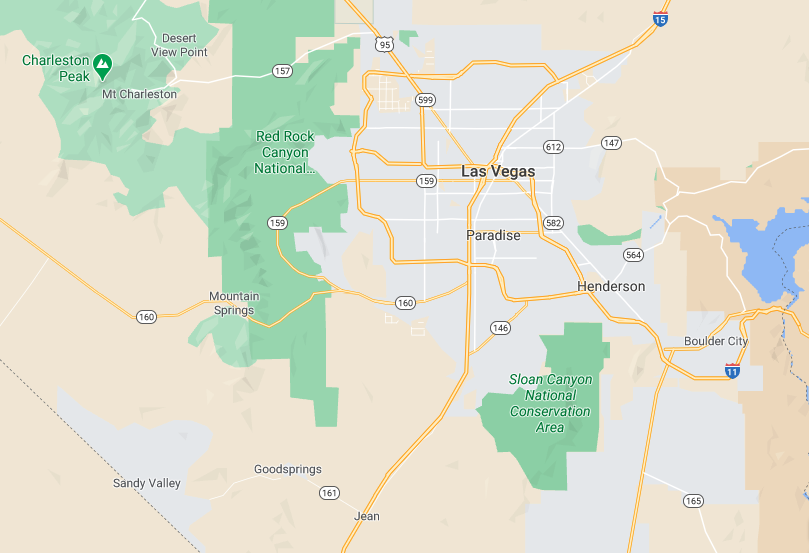 15
Desert
View Point
95
Charleston
Peak
157
Mt Charleston
599
Red Rock
Canyon
National...
612
147
Las Vegas
159
159
582
Paradise
564
Henderson
Mountain
Springs
160
160
146
Boulder City
11
Sloan Canyon
National
Conservation
Area
Goodsprings
Sandy Valley
161
165
Jean